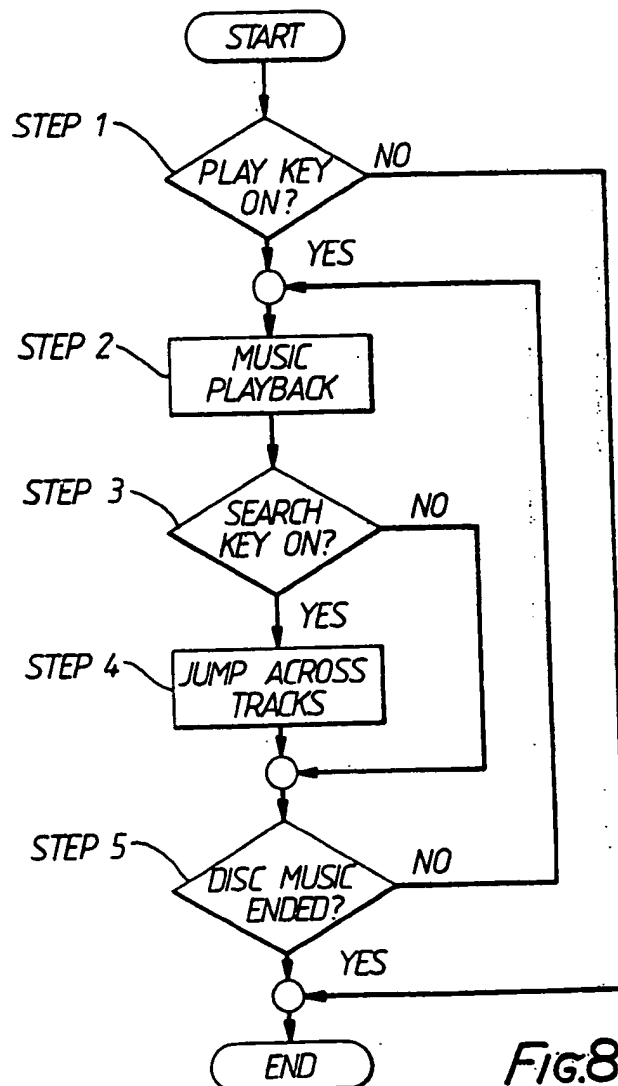 START
STEP 1
PLAY KEY
ON?
NO
YES
STEP 2
MUSIC
PLAYBACK
STEP 3
SEARCH
KEY ON?
NO
YES
STEP 4
JUMP ACROSS
TRACKS
STEP 5
DISC MUSIC
ENDED?
NO
YES
END
FIG.8